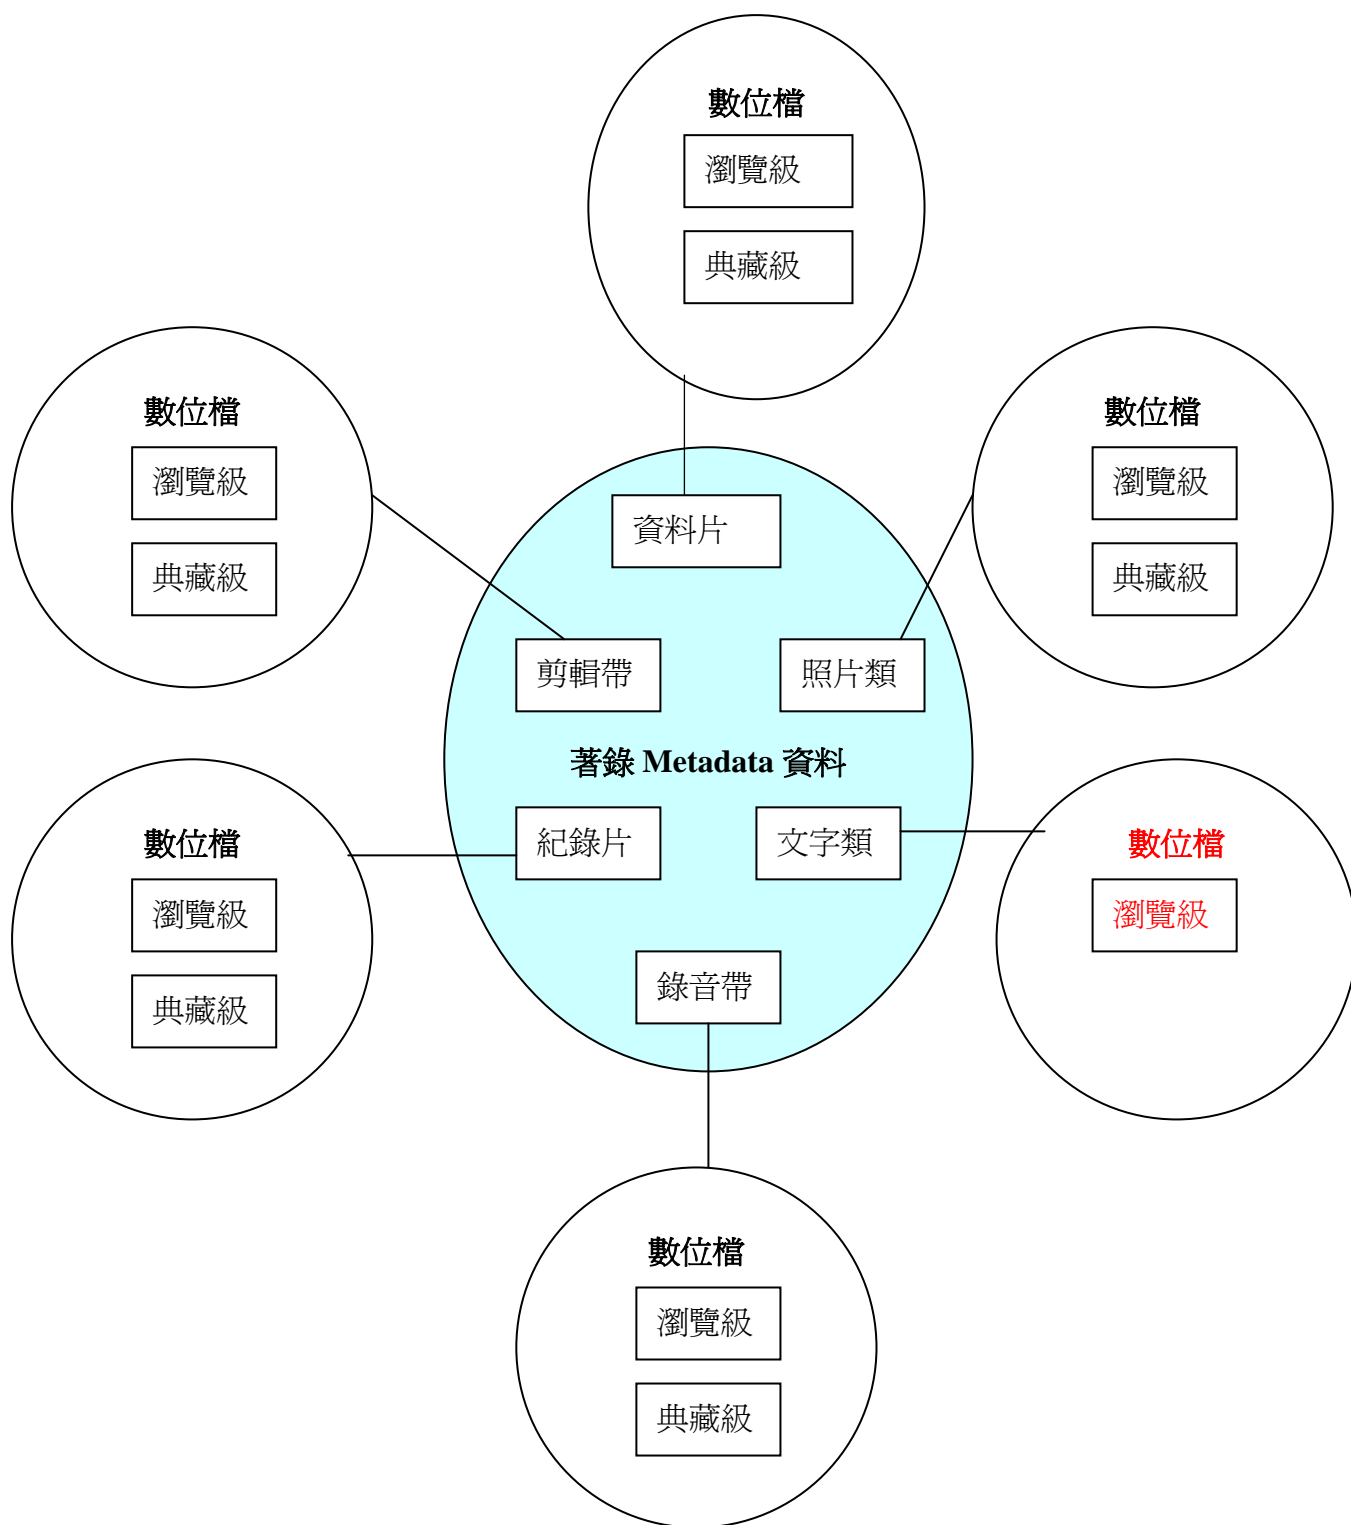 數位檔
瀏覽級
典藏級
數位檔
瀏覽級
典藏級
數位檔
瀏覽級
典藏級
資料片
剪輯帶
照片類
著錄 Metadata 資料
紀錄片
文字類
錄音帶
數位檔
瀏覽級
典藏級
數位檔
瀏覽級
數位檔
瀏覽級
典藏級